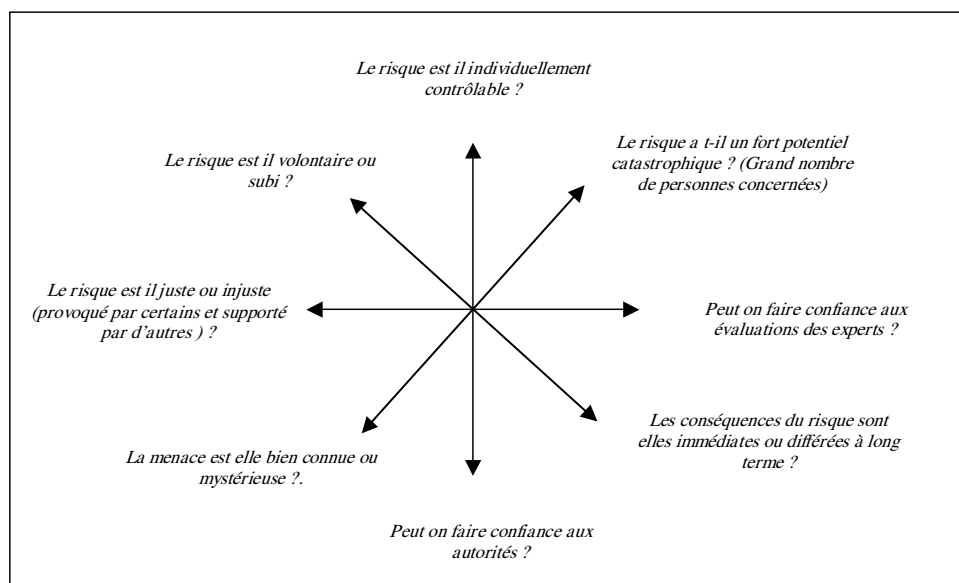 Le risque est il individuellement
contrôlable ?
Le risque a t-il un fort potentiel
catastrophique ? (Grand nombre
de personnes concernées)
Le risque est il volontaire ou
subi ?
Le risque est il juste ou injuste
(provoqué par certains et supporté
par d'autres ) ?
Peut on faire confiance aux
évaluations des experts ?
Les conséquences du risque sont
elles immédiates ou différées à long
terme ?
La menace est elle bien connue ou
mystérieuse ?.
Peut on faire confiance aux
autorités ?